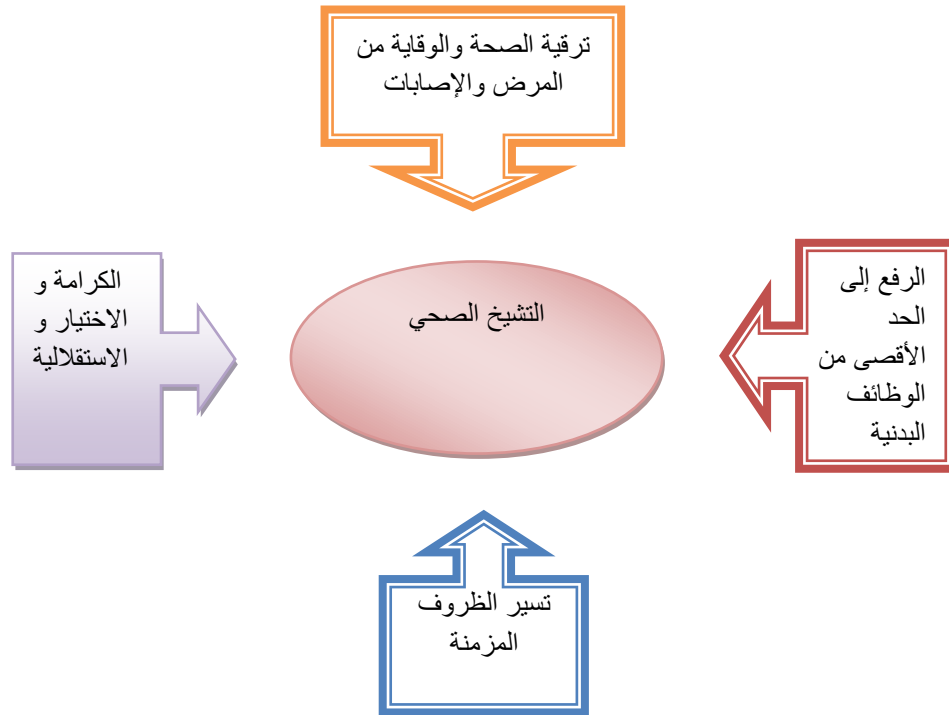 ترقية الصحة والوقاية من
المرض والإصابات
الرفع إلى
الحد
الأقصى من
الوظائف
البدنية
التشيخ الصحي
الكرامة و
الاختيار و
الاستقلالية
تسير الظروف
المزمنة